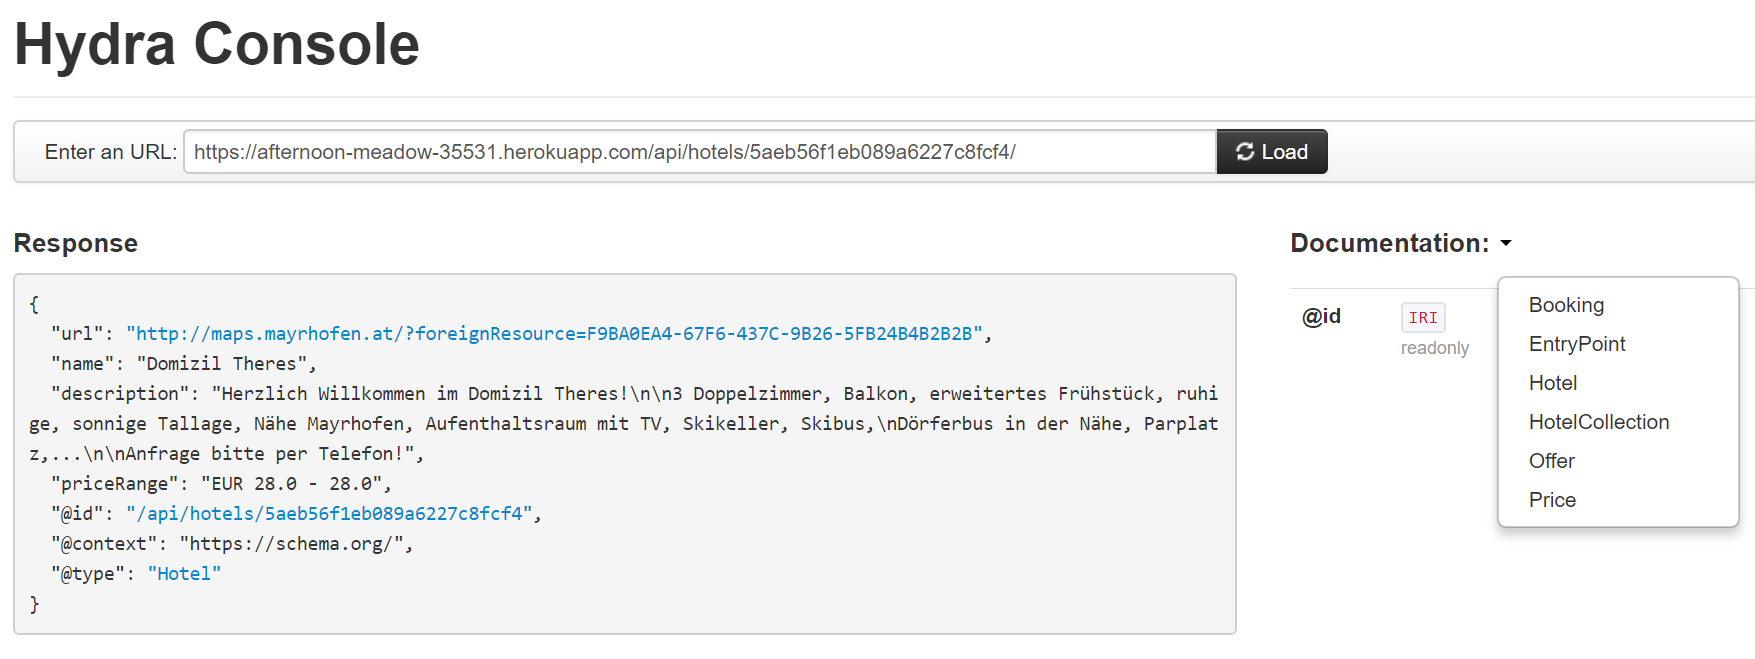 Hydra Console
Enter an URL: https://afternoon-meadow-35531.herokuapp.com/api/hotels/5aeb56f1eb089a6227c8fcf4/ Load
Response
{
"url": "http://maps.mayrhofen.at/?foreignResource=F9BA0EA4-67F6-437C-9B26-5FB24B4B2B2B",
"name": "Domizil Theres",
"description": "Herzlich Willkommen im Domizil Theres!\n\n3 Doppelzimmer, Balkon, erweitertes Frühstück, ruhi
ge, sonnige Tallage, Nähe Mayrhofen, Aufenthaltsraum mit TV, Skikeller, Skibus,\nDörferbus in der Nähe, Parplat
z,...\n\nAnfrage bitte per Telefon!",
"priceRange": "EUR 28.0 - 28.0",
"@id": "/api/hotels/5aeb56f1eb089a6227c8fcf4",
"@context": "https://schema.org/",
"@type": "Hotel"
}
Documentation:
@id IRI
readonly
Booking
EntryPoint
Hotel
HotelCollection
Offer
Price